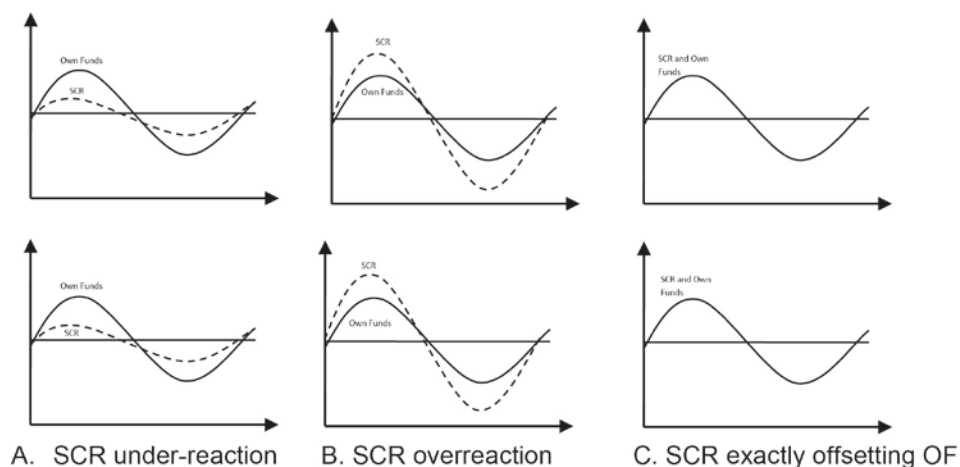 Own Funds
SCR
SCR
Own Funds
SCR and Own
Funds
Own Funds
SCR
SCR
Own Funds
SCR and Own
Funds
A. SCR under-reaction
B. SCR overreaction
C. SCR exactly offsetting OF